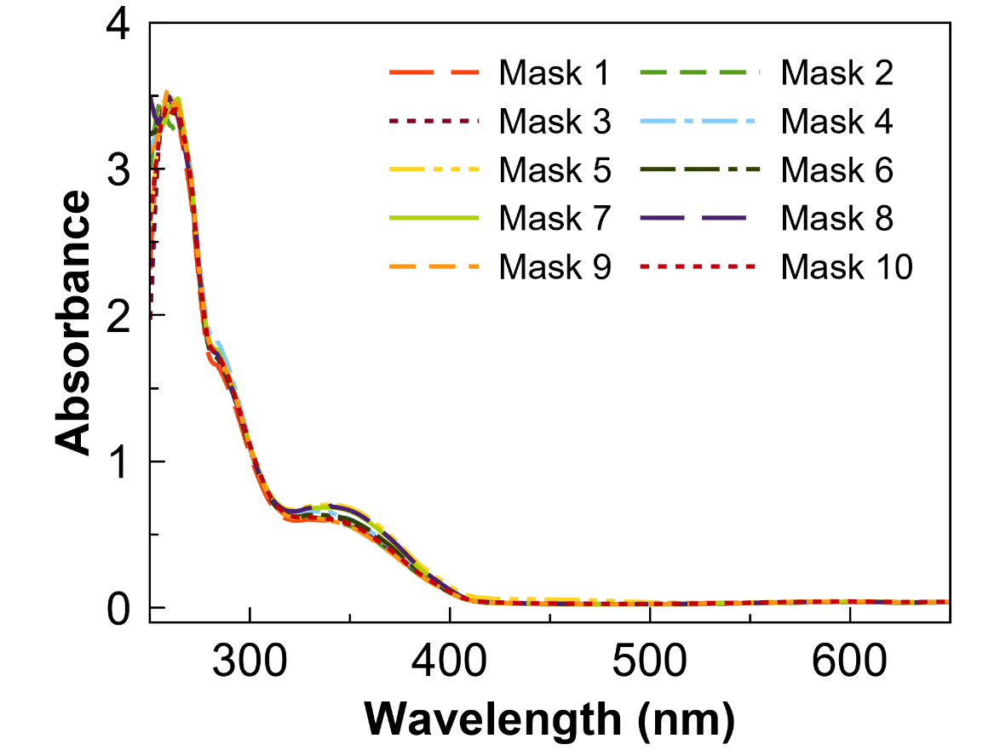 4
3
2
1
0
Absorbance
Mask 1 Mask 2
Mask 3 Mask 4
Mask 5 Mask 6
Mask 7 Mask 8
Mask 9 Mask 10
300 400 500 600
Wavelength (nm)